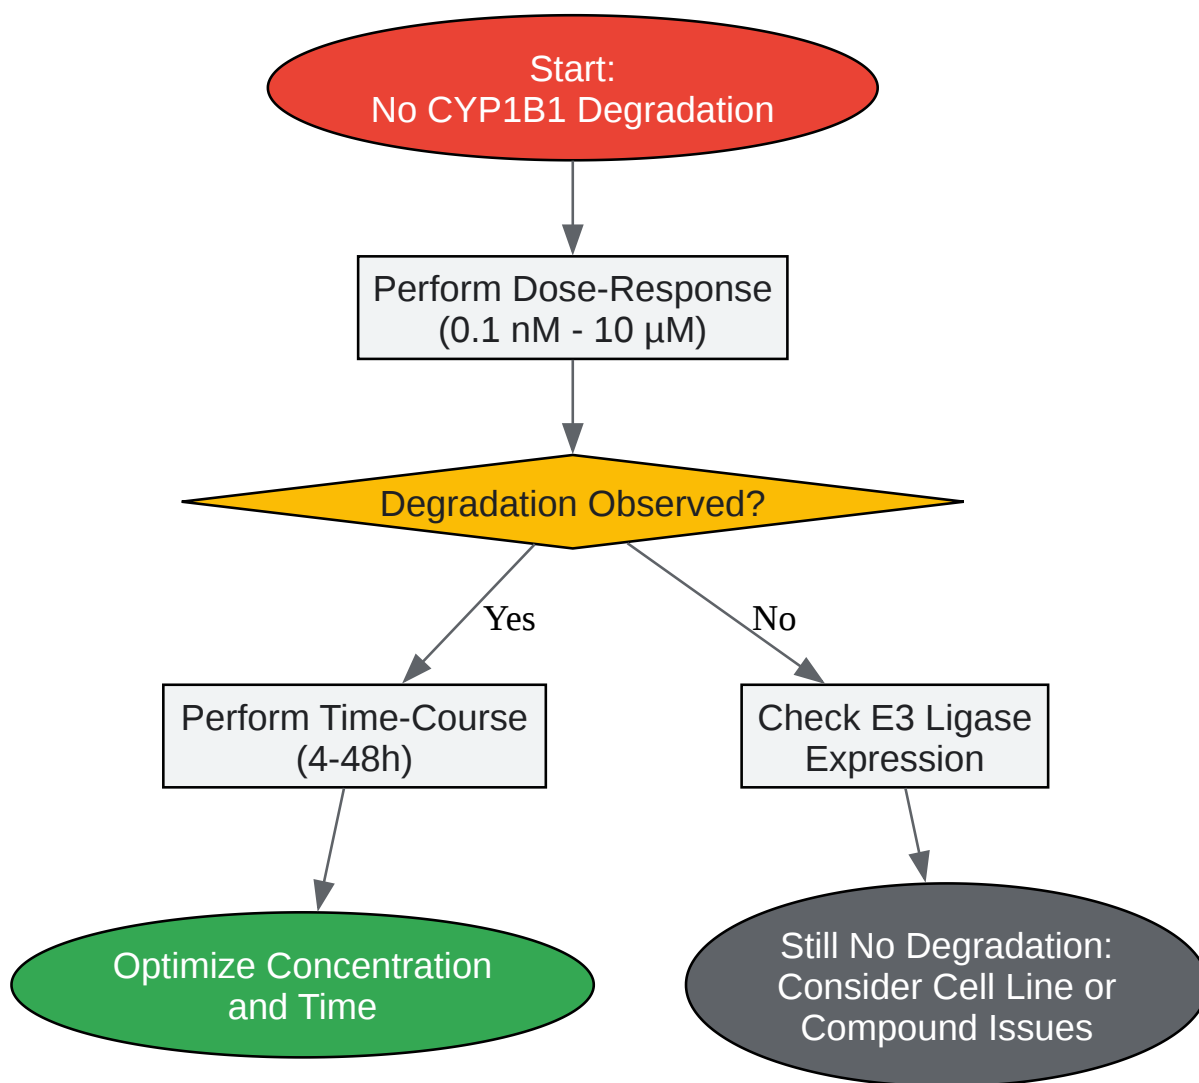 Start:
No CYP1B1 Degradation
Perform Dose-Response
(0.1 nM - 10 µM)
Degradation Observed?
Yes
No
Perform Time-Course
(4-48h)
Check E3 Ligase
Expression
Optimize Concentration
and Time
Still No Degradation:
Consider Cell Line or
Compound Issues